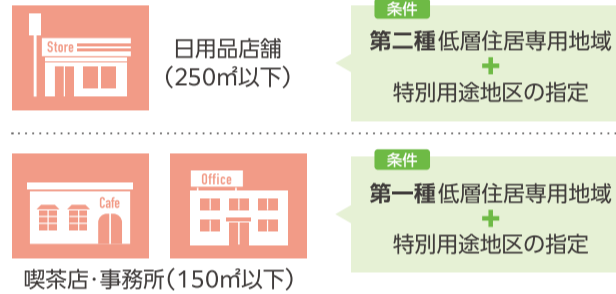 Store
日用品店舗
(250㎡以下)
条件
第二種低層住居専用地域
+
特別用途地区の指定
Cafe
Office
喫茶店・事務所(150㎡以下)
条件
第一種低層住居専用地域
+
特別用途地区の指定